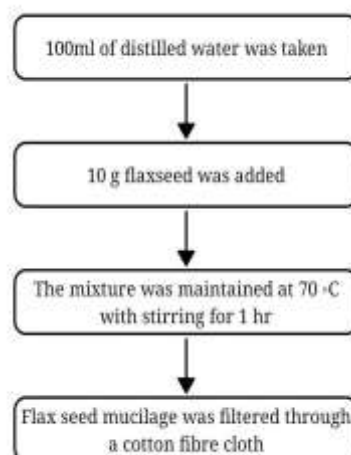 100ml of distilled water was taken
10 g flaxseed was added
The mixture was maintained at 70 ◦C
with stirring for 1 hr
Flax seed mucilage was filtered through
a cotton fibre cloth